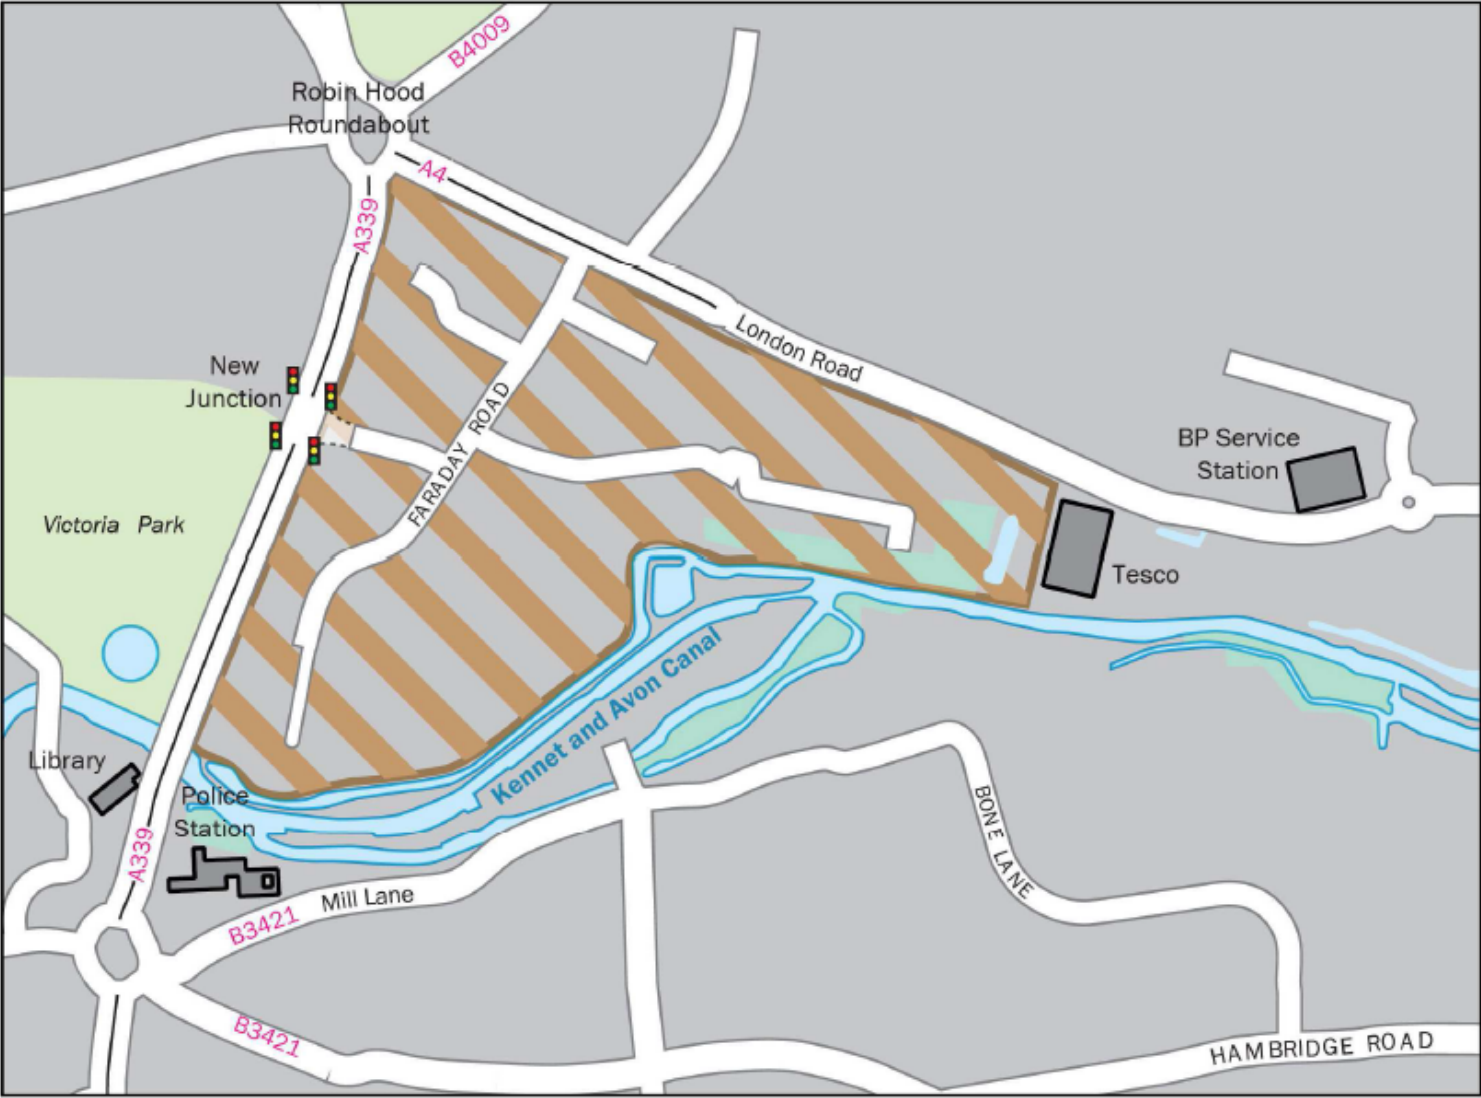 B4009
Robin Hood
Roundabout
A4
A339
London Road
New
Junction
FARADAY ROAD
BP Service
Station
Victoria Park
Tesco
Kennet and Avon Canal
Library
Police
Station
A339
BONE LANE
Mill Lane
B3421
B3421
HAMBRIDGE ROAD